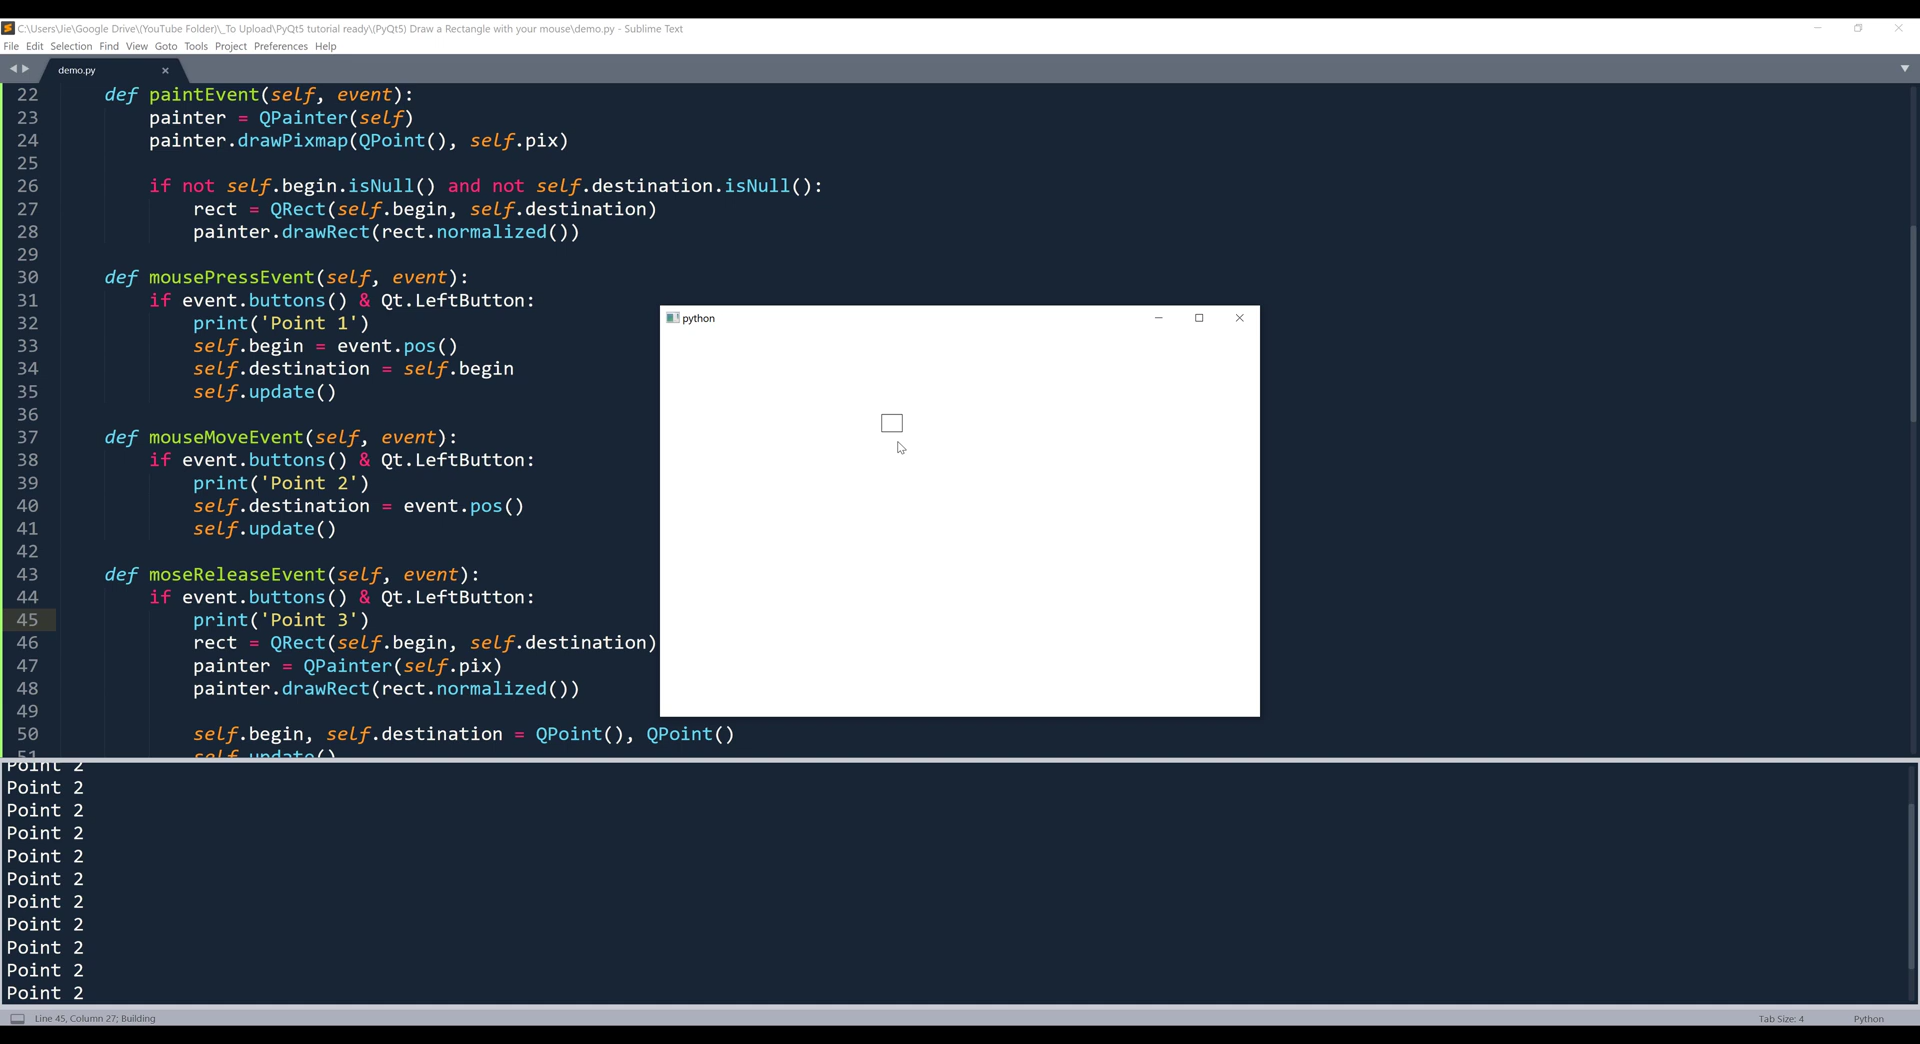 C:\Users\Jie\Google Drive\(YouTube Folder)\_To Upload\PyQt5 tutorial ready\(PyQt5) Draw a Rectangle with your mouse\demo.py - Sublime Text
File Edit Selection Find View Goto Tools Project Preferences Help
demo.py
22 def paintEvent(self, event):
23 painter = QPainter(self)
24 painter.drawPixmap(QPoint(), self.pix)
25
26 if not self.begin.isNull() and not self.destination.isNull():
27 rect = QRect(self.begin, self.destination)
28 painter.drawRect(rect.normalized())
29
30 def mousePressEvent(self, event):
31 if event.buttons() & Qt.LeftButton:
32 print('Point 1')
33 self.begin = event.pos()
34 self.destination = self.begin
35 self.update()
36
37 def mouseMoveEvent(self, event):
38 if event.buttons() & Qt.LeftButton:
39 print('Point 2')
40 self.destination = event.pos()
41 self.update()
42
43 def moseReleaseEvent(self, event):
44 if event.buttons() & Qt.LeftButton:
45 print('Point 3')
46 rect = QRect(self.begin, self.destination)
47 painter = QPainter(self.pix)
48 painter.drawRect(rect.normalized())
49
50 self.begin, self.destination = QPoint(), QPoint()
51 self.update()
python
Point 2
Point 2
Point 2
Point 2
Point 2
Point 2
Point 2
Point 2
Point 2
Point 2
Point 2
Line 45, Column 27; Building
Tab Size: 4
Python